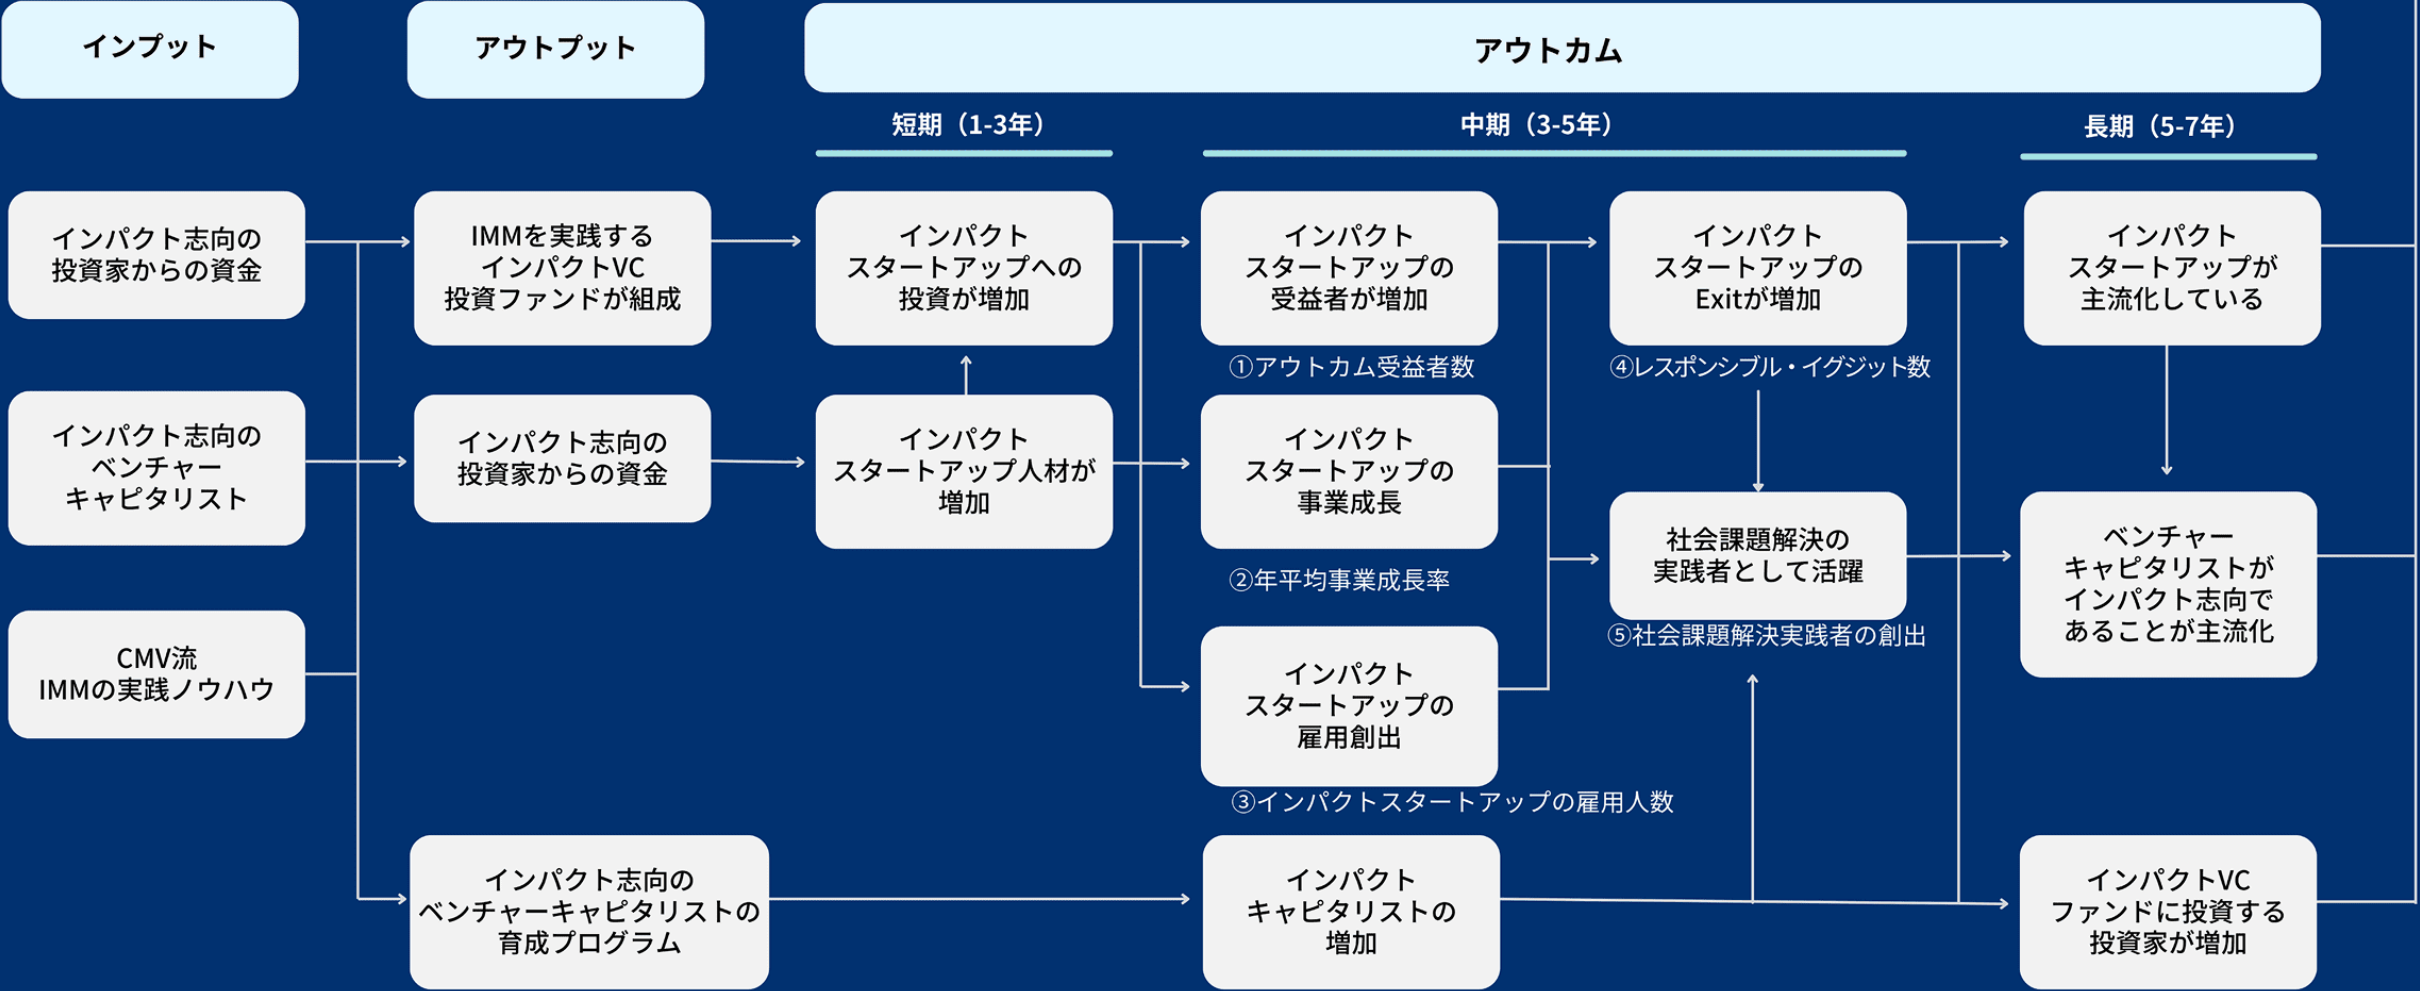 インプット
アウトプット
アウトカム
短期（1-3年）
中期（3-5年）
長期（5-7年）
インパクト志向の
投資家からの資金
IMMを実践する
インパクトVC
投資ファンドが組成
インパクト
スタートアップへの
投資が増加
インパクト
スタートアップの
受益者が増加
①アウトカム受益者数
インパクト
スタートアップの
Exitが増加
④レスポンシブル・イグジット数
インパクト
スタートアップが
主流化している
インパクト志向の
ベンチャー
キャピタリスト
インパクト志向の
投資家からの資金
インパクト
スタートアップ人材が
増加
インパクト
スタートアップの
事業成長
②年平均事業成長率
社会課題解決の
実践者として活躍
⑤社会課題解決実践者の創出
ベンチャー
キャピタリストが
インパクト志向で
あることが主流化
CMV流
IMMの実践ノウハウ
インパクト
スタートアップの
雇用創出
③インパクトスタートアップの雇用人数
インパクト志向の
ベンチャーキャピタリストの
育成プログラム
インパクト
キャピタリストの
増加
インパクトVC
ファンドに投資する
投資家が増加